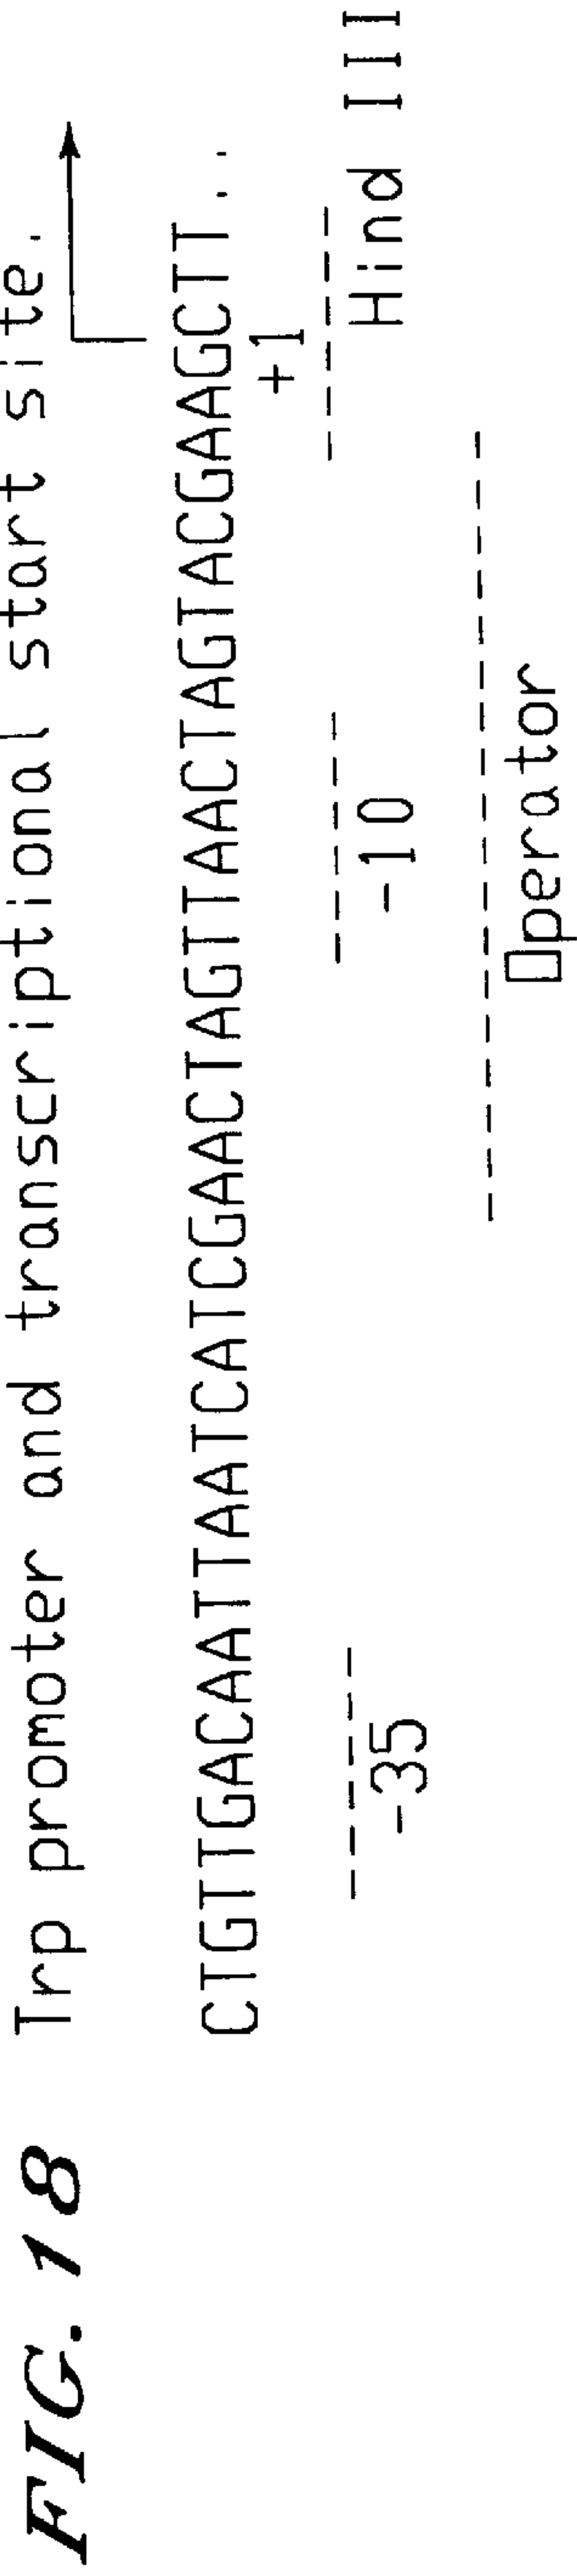 FIG. 18 Trp promoter and transcriptional start site.
CTGTTGACAATTAATCATCGAACTAGTTAACTAGTACGAAGCTT..
+1
-35
-10
Hind III
Operator